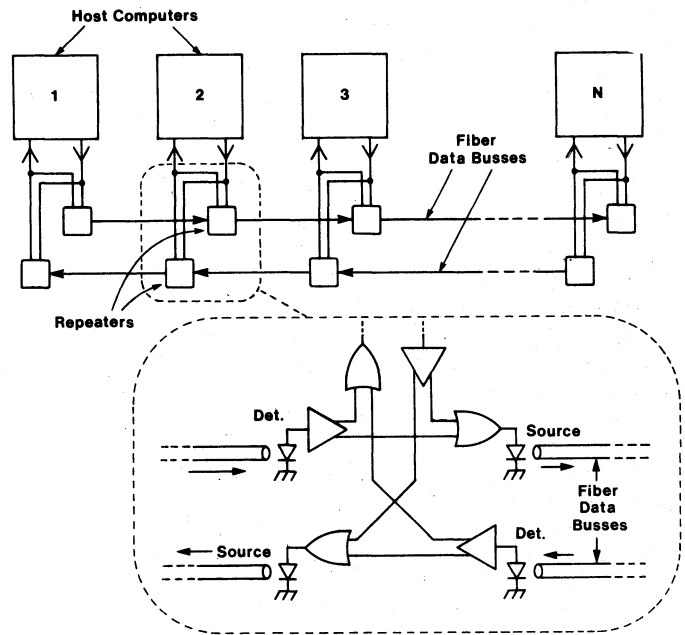 Host Computers
1
2
3
N
Fiber
Data Busses
Repeaters
Det.
Source
Fiber
Data
Busses
Source
Det.